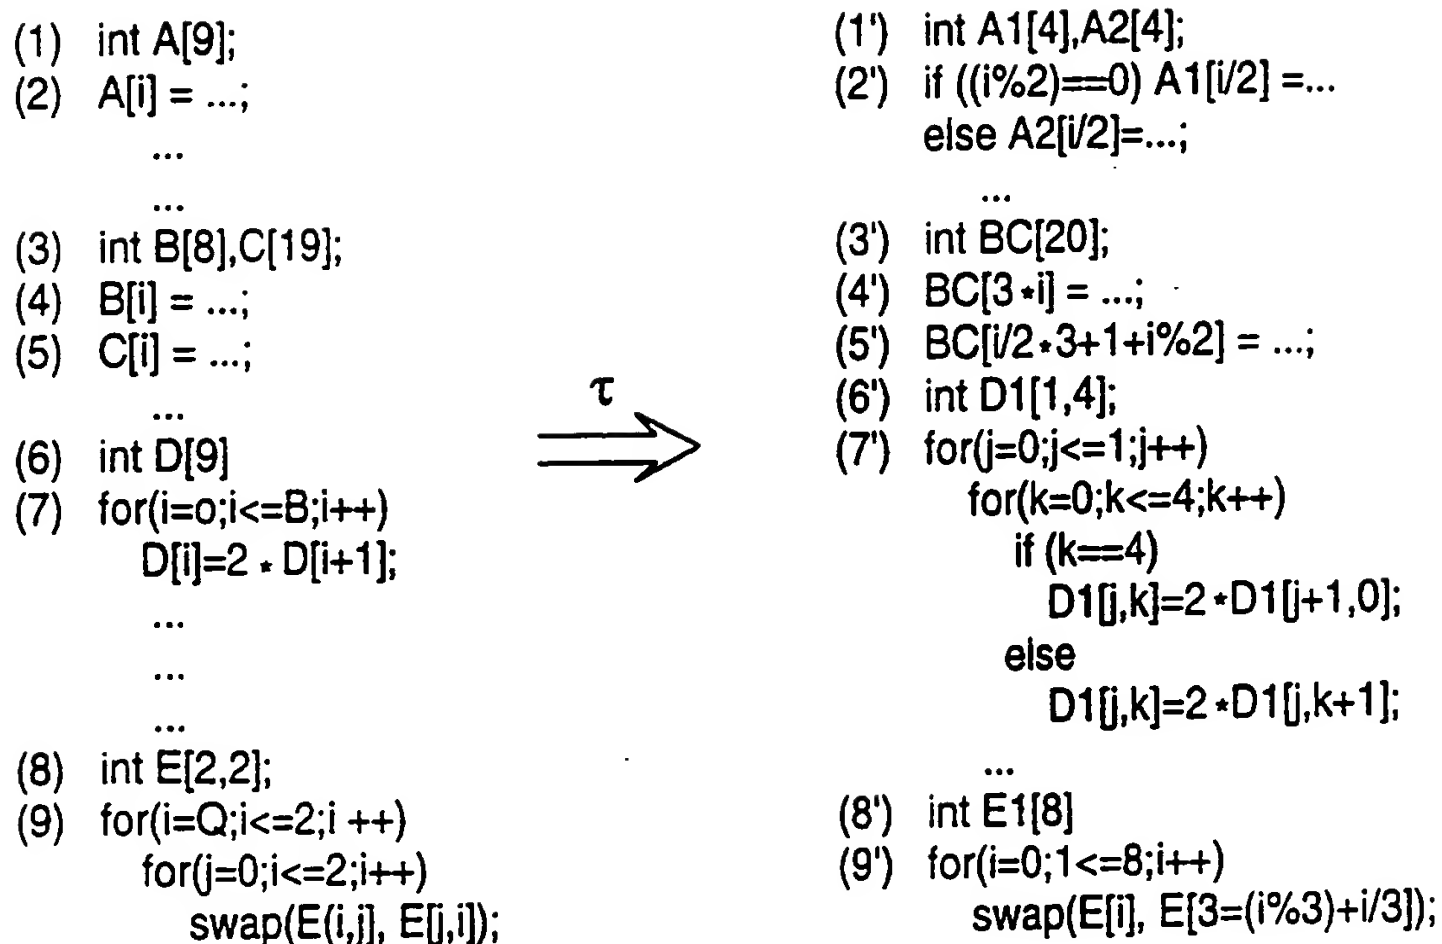 (1) int A[9];
(2) A[i] = ...;
...
...
(3) int B[8],C[19];
(4) B[i] = ...;
(5) C[i] = ...;
...
(6) int D[9]
(7) for(i=o;i<=B;i++)
D[i]=2 * D[i+1];
...
...
...
(8) int E[2,2];
(9) for(i=Q;i<=2;i ++)
for(j=0;i<=2;i++)
swap(E(i,j], E[j,i]);
τ
(1') int A1[4],A2[4];
(2') if ((i%2)==0) A1[i/2] =...
else A2[i/2]=...;
...
(3') int BC[20];
(4') BC[3*i] = ...;
(5') BC[i/2*3+1+i%2] = ...;
(6') int D1[1,4];
(7') for(j=0;j<=1;j++)
for(k=0;k<=4;k++)
if (k==4)
D1[j,k]=2*D1[j+1,0];
else
D1[j,k]=2*D1[j,k+1];
...
(8') int E1[8]
(9') for(i=0;1<=8;i++)
swap(E[i], E[3=(i%3)+i/3]);